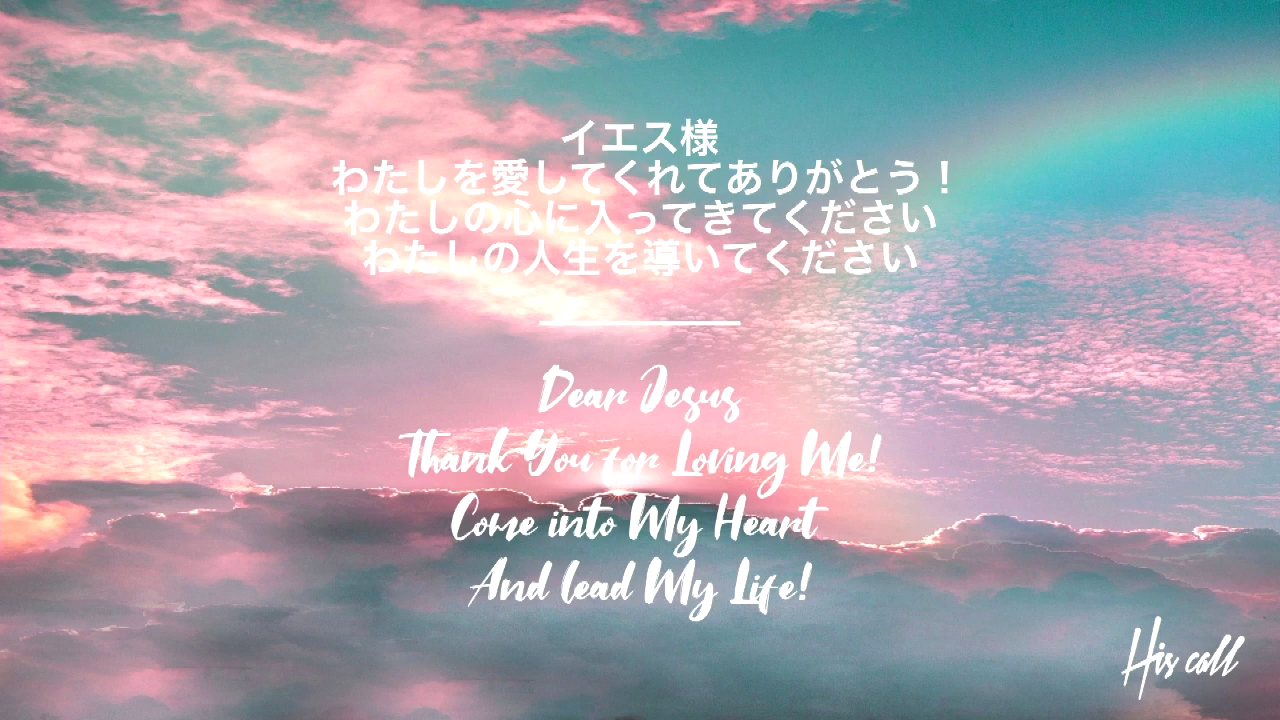 イエス様
わたしを愛してくれてありがとう！
わたしの心に入ってきてください
わたしの人生を導いてください
Dear Jesus
Thank You for Loving Me!
Come into My Heart
And lead My Life!
His call